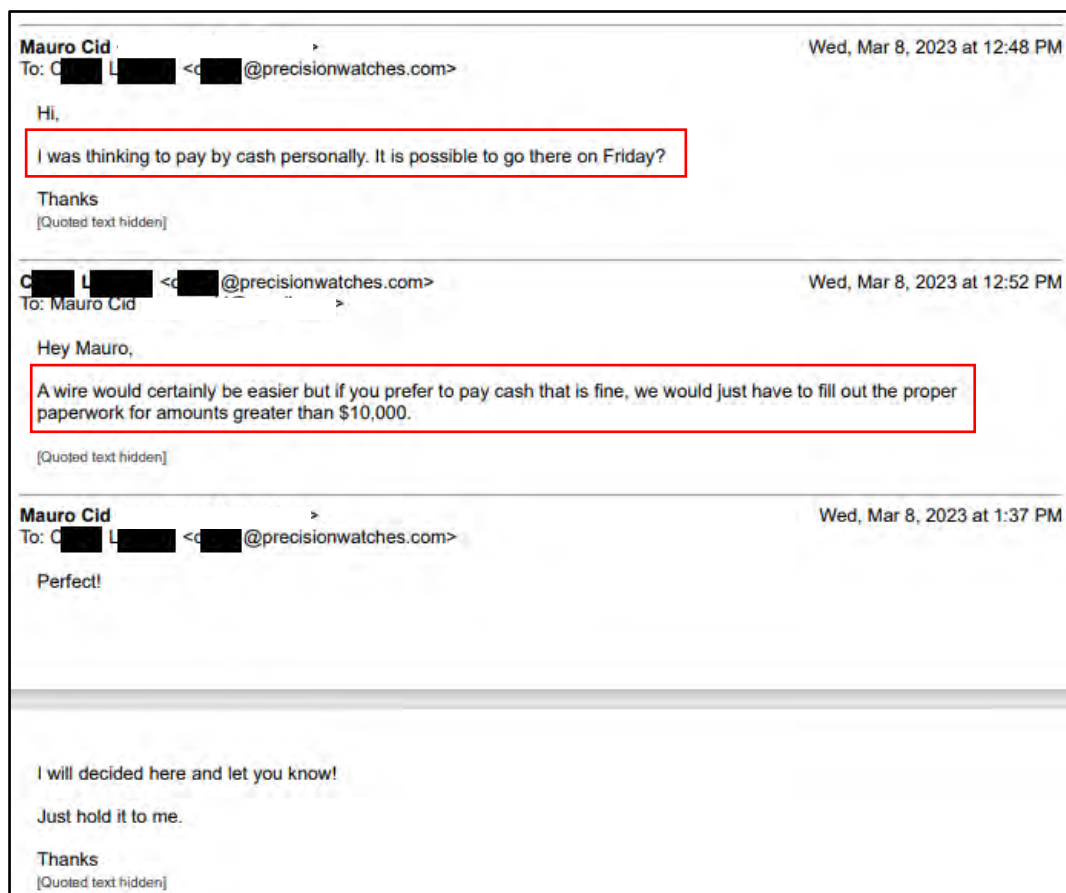 Mauro Cid >
Wed, Mar 8, 2023 at 12:48 PM
To: C L <c @precisionwatches.com>
Hi,
I was thinking to pay by cash personally. It is possible to go there on Friday?
Thanks
[Quoted text hidden]
C L <c @precisionwatches.com>
Wed, Mar 8, 2023 at 12:52 PM
To: Mauro Cid >
Hey Mauro,
A wire would certainly be easier but if you prefer to pay cash that is fine, we would just have to fill out the proper
paperwork for amounts greater than $10,000.
[Quoted text hidden]
Mauro Cid >
Wed, Mar 8, 2023 at 1:37 PM
To: C L <c @precisionwatches.com>
Perfect!
I will decided here and let you know!
Just hold it to me.
Thanks
[Quoted text hidden]